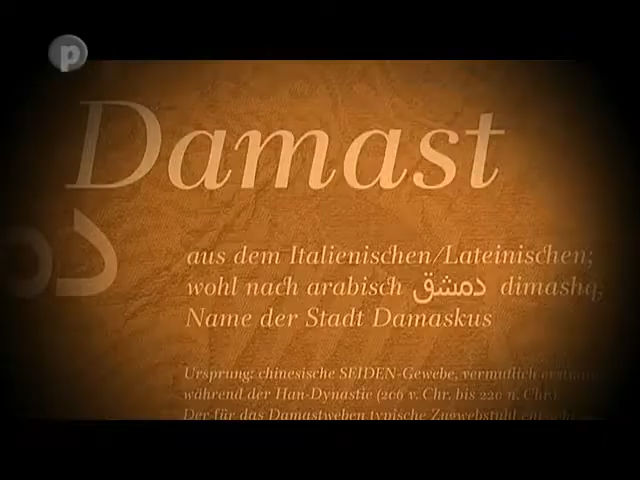 p
Damast
د
aus dem Italienischen/Lateinischen;
wohl nach arabisch دمشق dimashq,
Name der Stadt Damaskus
Ursprung: chinesische SEIDEN-Gewebe, vermutlich
während der Han-Dynastie (206 v. Chr. bis 220 n. Chr.)
Der für das Damastweben typische Zugwebstuhl